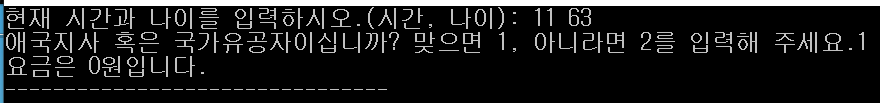 현재 시간과 나이를 입력하시오.(시간, 나이): 11 63
애국지사 혹은 국가유공자이십니까? 맞으면 1, 아니라면 2를 입력해 주세요.1
요금은 0원입니다.
--------------------------------